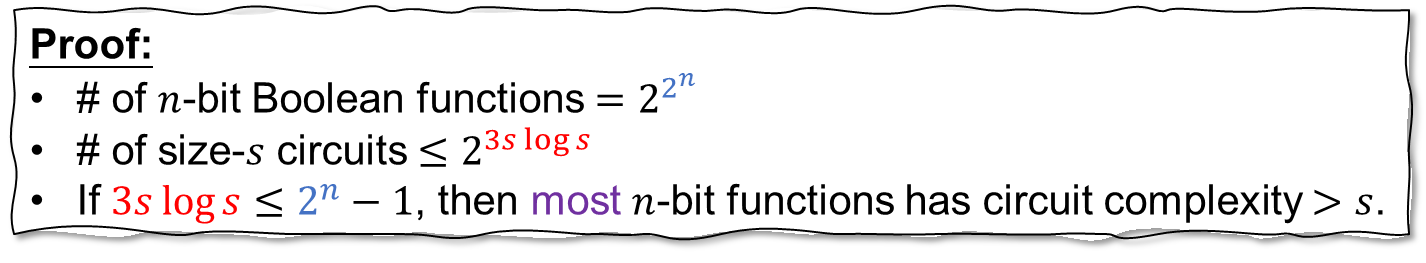 Proof:
• # of n-bit Boolean functions = 2^{2^n}
• # of size-s circuits ≤ 2^{3s log s}
• If 3s log s ≤ 2^n − 1, then most n-bit functions has circuit complexity > s.